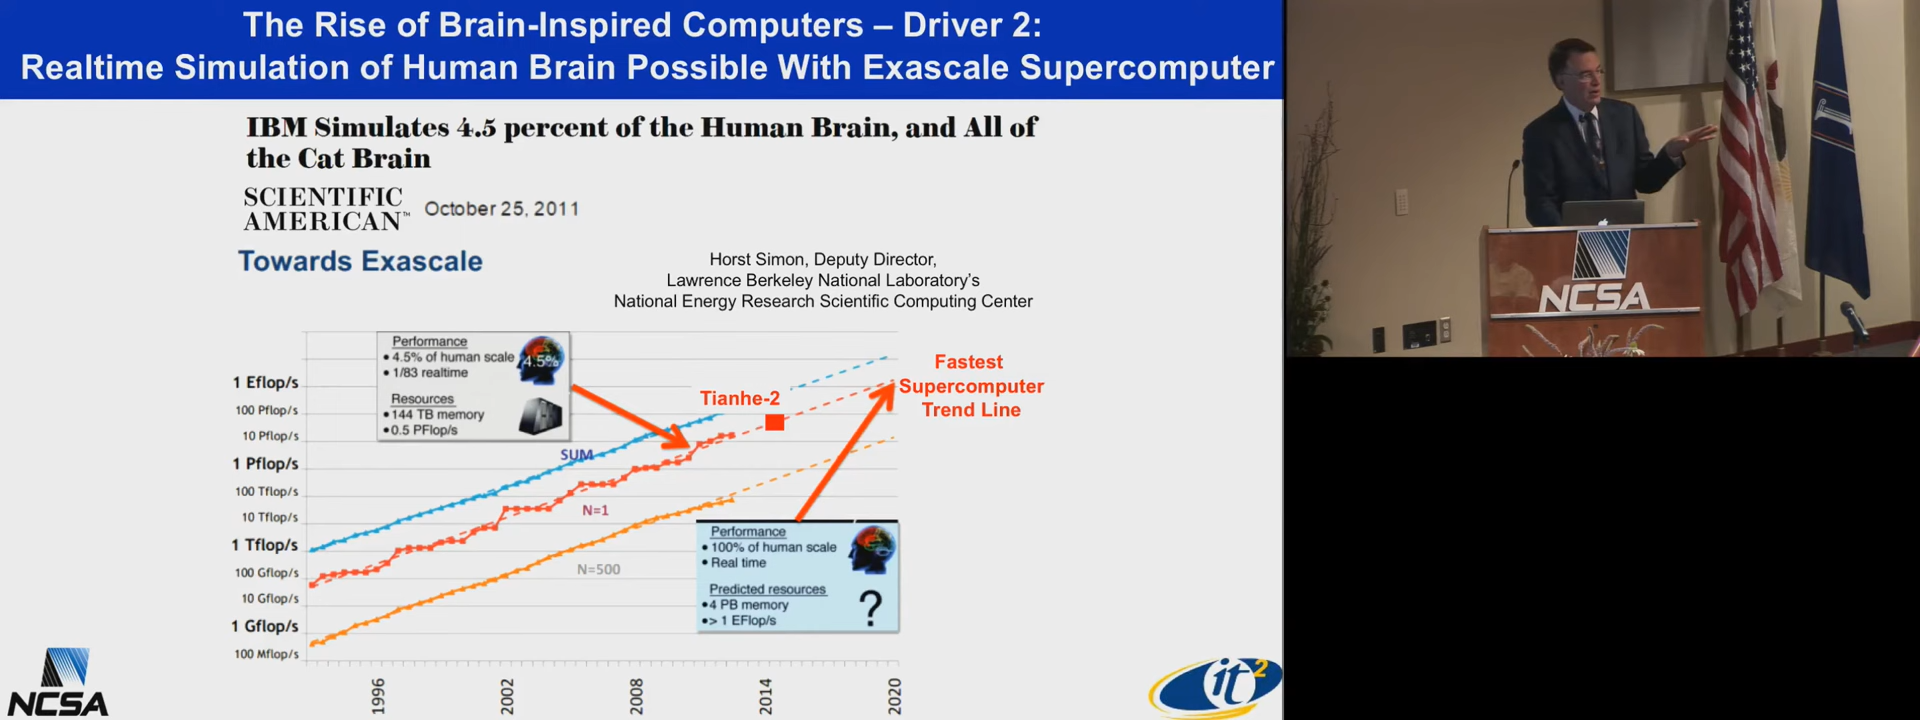 The Rise of Brain-Inspired Computers – Driver 2:
Realtime Simulation of Human Brain Possible With Exascale Supercomputer
IBM Simulates 4.5 percent of the Human Brain, and All of
the Cat Brain
SCIENTIFIC
AMERICAN™
October 25, 2011
Towards Exascale
Horst Simon, Deputy Director,
Lawrence Berkeley National Laboratory's
National Energy Research Scientific Computing Center
Performance
• 4.5% of human scale
• 1/83 realtime
Resources
• 144 TB memory
• 0.5 PFlop/s
4.5%
Tianhe-2
Fastest
Supercomputer
Trend Line
1 Eflop/s
100 Pflop/s
10 Pflop/s
1 Pflop/s
100 Tflop/s
10 Tflop/s
1 Tflop/s
100 Gflop/s
10 Gflop/s
1 Gflop/s
100 Mflop/s
SUM
N=1
N=500
Performance
• 100% of human scale
• Real time
Predicted resources
• 4 PB memory
• > 1 EFlop/s
?
1996
2002
2008
2014
2020
NCSA
it2
NCSA